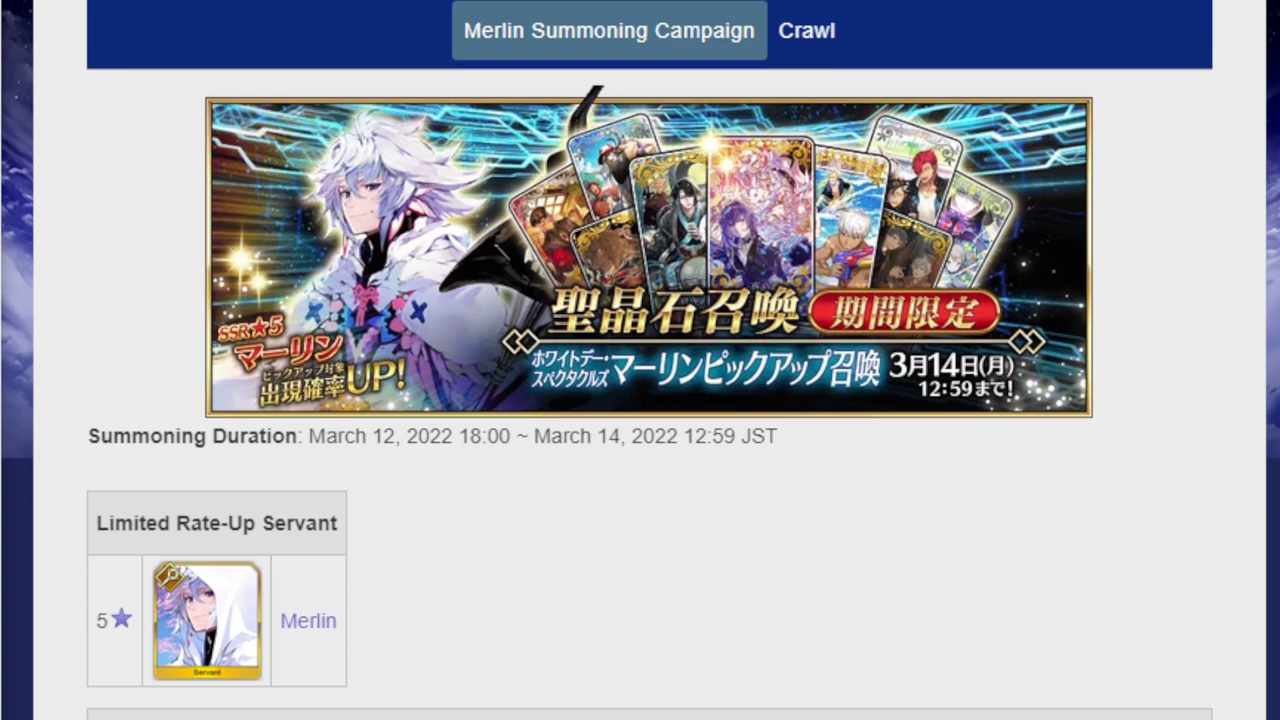 Merlin Summoning Campaign Crawl
聖晶石召喚 期間限定
SSR★5
マーリン
ピックアップ対象
出現確率UP!
ホワイトデー・
スペクタクルズ
マーリンピックアップ召喚
3月14日(月)
12:59まで!
Summoning Duration: March 12, 2022 18:00 ~ March 14, 2022 12:59 JST
Limited Rate-Up Servant
5★ Merlin
Servant